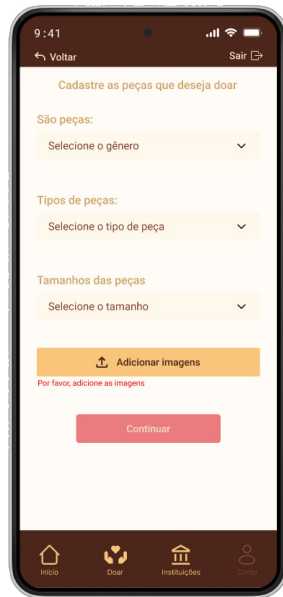 9:41
Voltar
Sair
Cadastre as peças que deseja doar
São peças:
Selecione o gênero
Tipos de peças:
Selecione o tipo de peça
Tamanhos das peças
Selecione o tamanho
Adicionar imagens
Por favor, adicione as imagens
Continuar
Início
Doar
Instituições
Conta